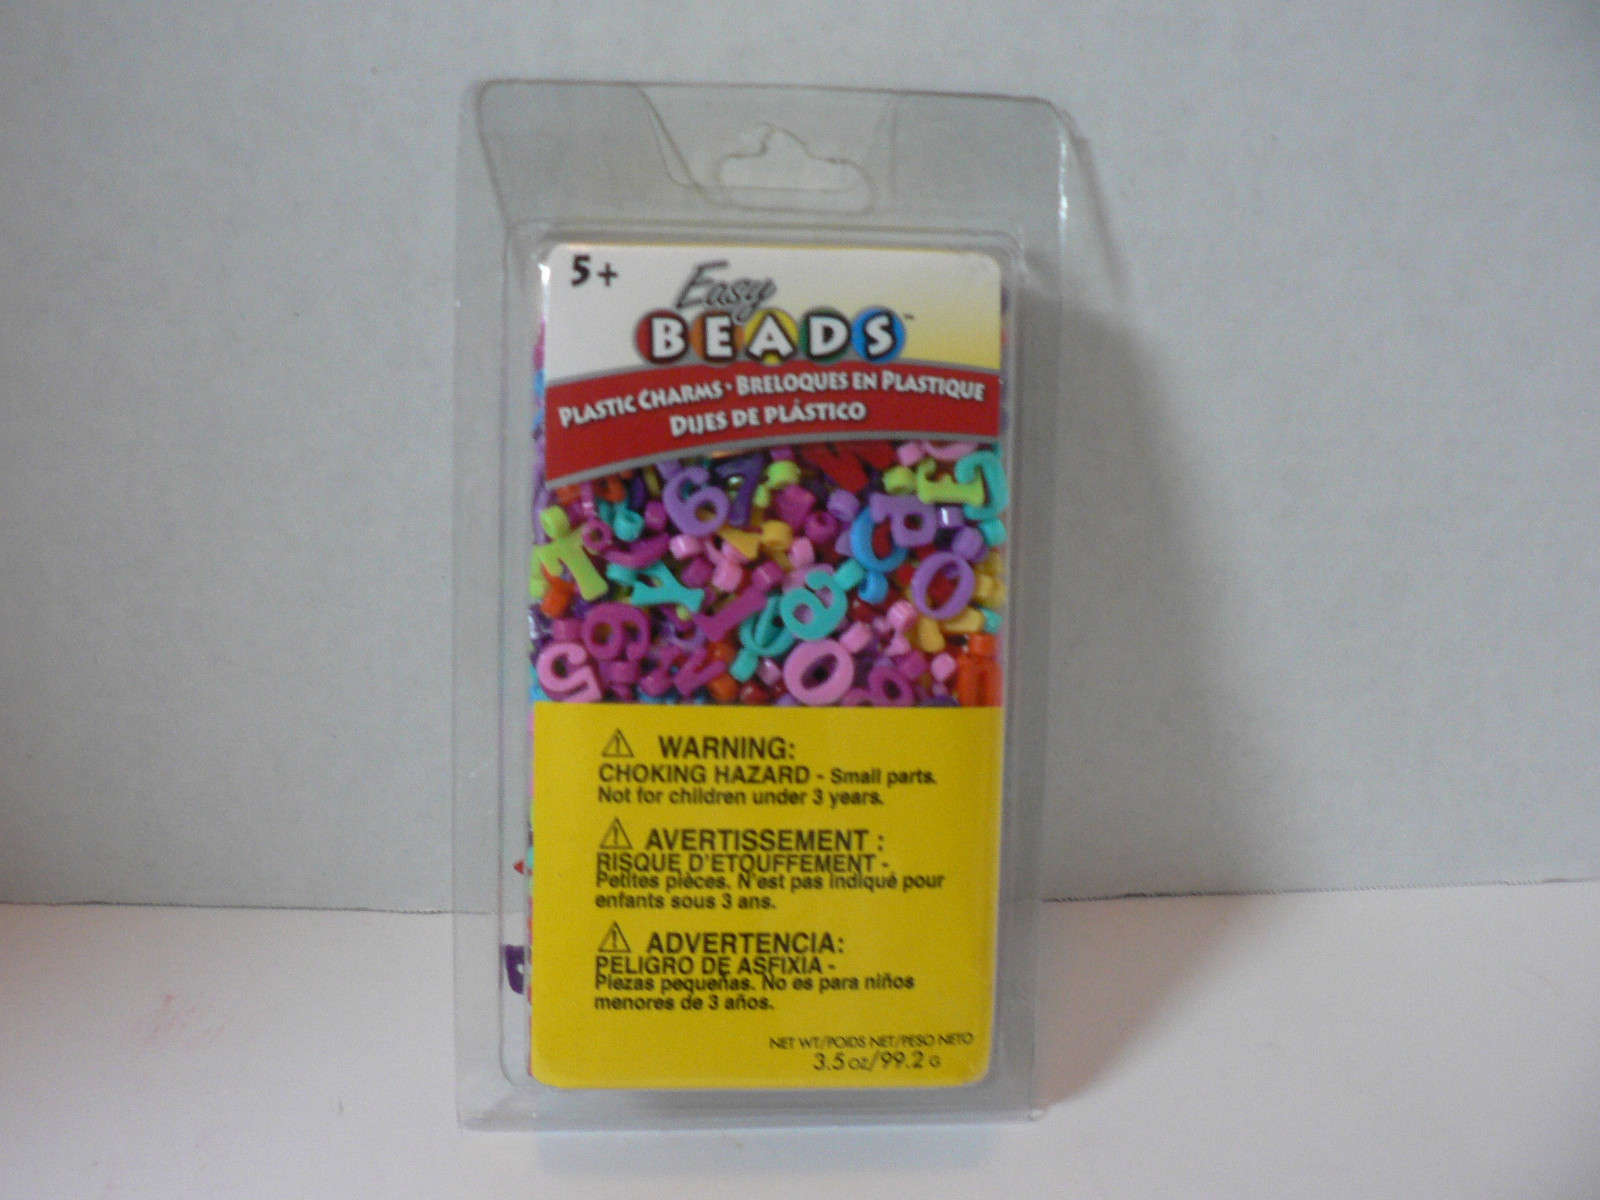 5+
Easy
BEADS™
PLASTIC CHARMS • BRELOQUES EN PLASTIQUE
DIJES DE PLÁSTICO
⚠ WARNING:
CHOKING HAZARD - Small parts.
Not for children under 3 years.
⚠ AVERTISSEMENT :
RISQUE D'ETOUFFEMENT -
Petites pièces. N'est pas indiqué pour
enfants sous 3 ans.
⚠ ADVERTENCIA:
PELIGRO DE ASFIXIA -
Piezas pequeñas. No es para niños
menores de 3 años.
NET WT/POIDS NET/PESO NETO
3.5 OZ/99.2 G